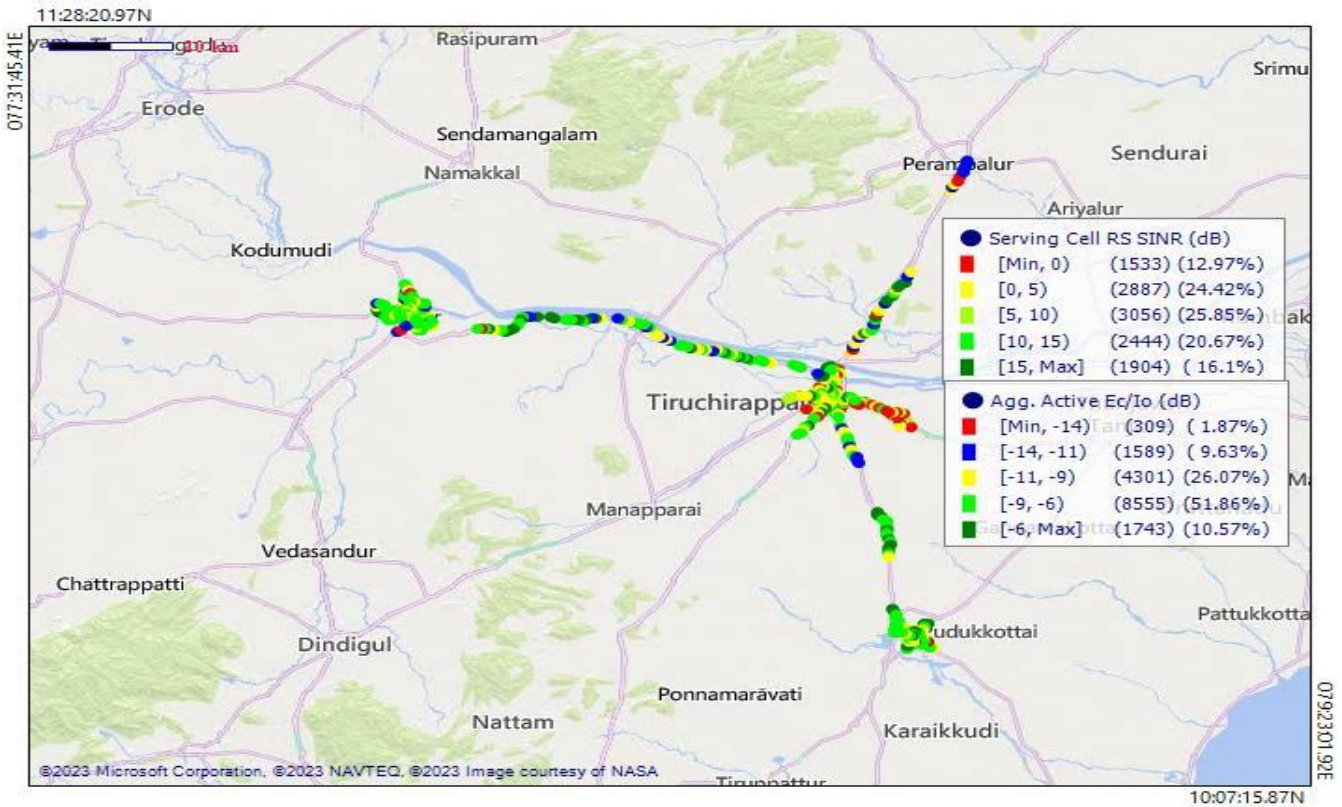 11:28:20.97N
077:31:45.41E
20 km
Rasipuram
Srimu
Erode
Sendamangalam
Perambalur
Sendurai
Namakkal
Ariyalur
Kodumudi
Serving Cell RS SINR (dB)
[Min, 0) (1533) (12.97%)
[0, 5) (2887) (24.42%)
[5, 10) (3056) (25.85%)
[10, 15) (2444) (20.67%)
[15, Max] (1904) ( 16.1%)
bak
Tiruchirappa
Agg. Active Ec/Io (dB)
[Min, -14) (309) ( 1.87%)
[-14, -11) (1589) ( 9.63%)
[-11, -9) (4301) (26.07%)
[-9, -6) (8555) (51.86%)
[-6, Max] (1743) (10.57%)
Manapparai
Vedasandur
Chattrappatti
Pattukkotta
udukkottai
Dindigul
Ponnamarāvati
Nattam
Karaikkudi
079:23:01.92E
©2023 Microsoft Corporation, ©2023 NAVTEQ, ©2023 Image courtesy of NASA
Tiruppattur
10:07:15.87N